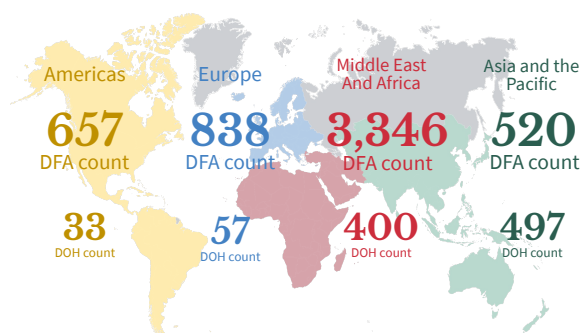 Americas
657
DFA count
33
DOH count
Europe
838
DFA count
57
DOH count
Middle East
And Africa
3,346
DFA count
400
DOH count
Asia and the
Pacific
520
DFA count
497
DOH count